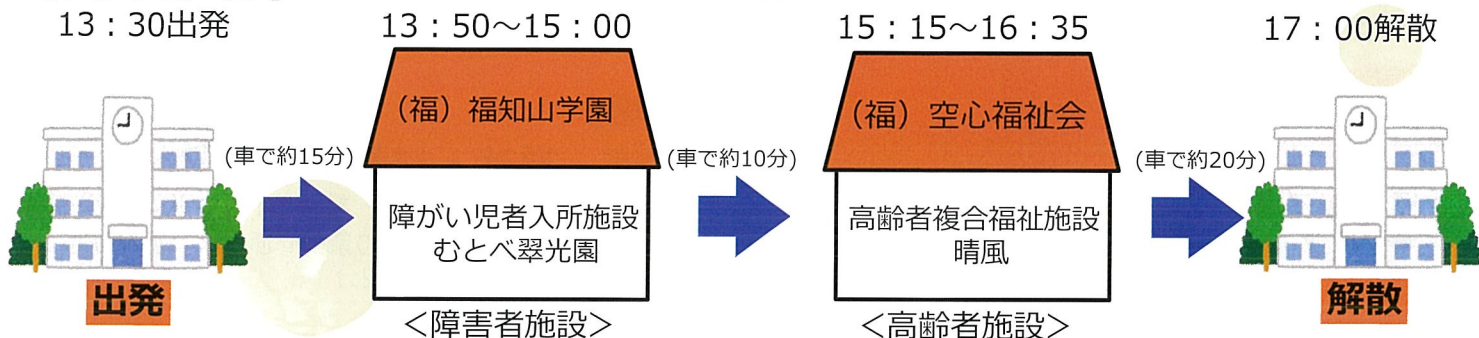 13：30出発
13：50～15：00
15：15～16：35
17：00解散
（福）福知山学園
（福）空心福祉会
(車で約15分)
(車で約10分)
(車で約20分)
障がい児者入所施設
むとべ翠光園
高齢者複合福祉施設
晴風
出発
解散
＜障害者施設＞
＜高齢者施設＞